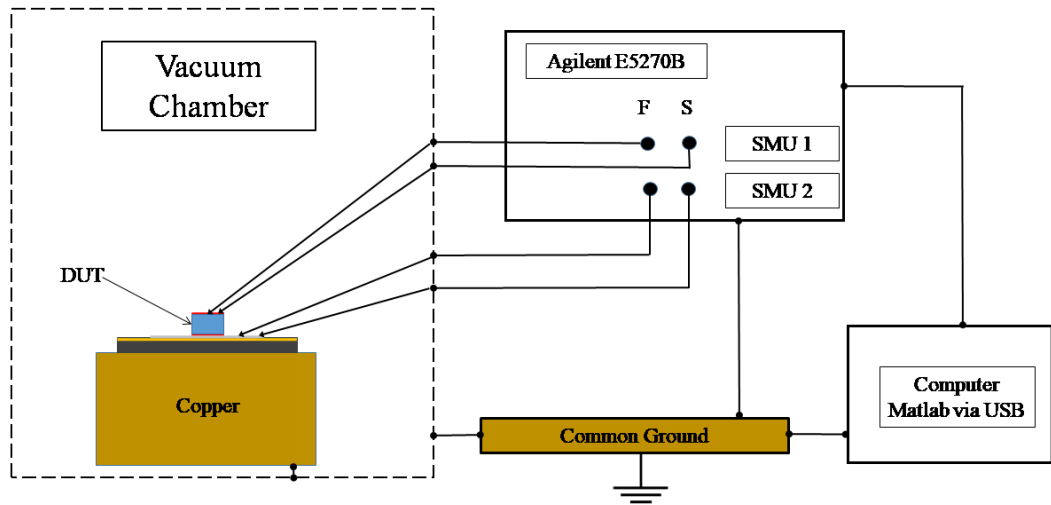 Vacuum
Chamber
Agilent E5270B
F S
SMU 1
SMU 2
DUT
Copper
Common Ground
Computer
Matlab via USB